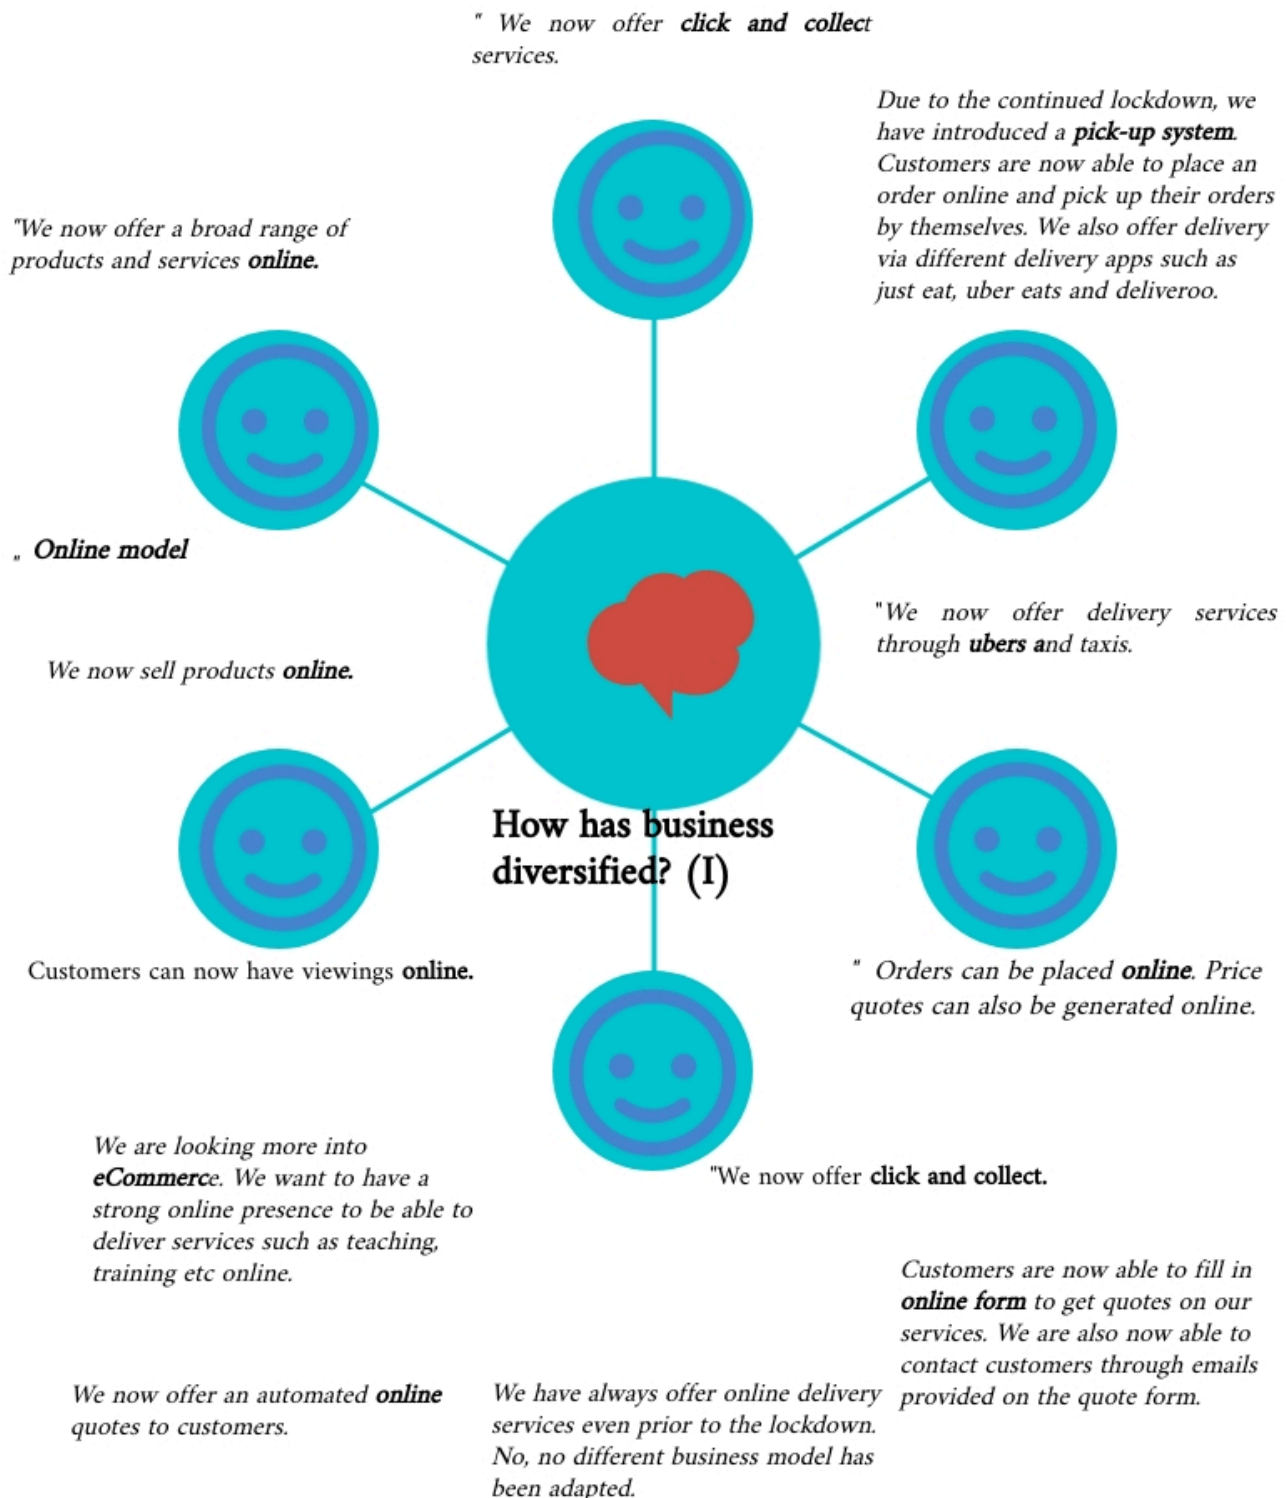 " We now offer click and collect
services.
Due to the continued lockdown, we
have introduced a pick-up system.
Customers are now able to place an
order online and pick up their orders
by themselves. We also offer delivery
via different delivery apps such as
just eat, uber eats and deliveroo.
"We now offer a broad range of
products and services online.
„ Online model
"We now offer delivery services
through ubers and taxis.
We now sell products online.
How has business
diversified? (I)
Customers can now have viewings online.
" Orders can be placed online. Price
quotes can also be generated online.
We are looking more into
eCommerce. We want to have a
strong online presence to be able to
deliver services such as teaching,
training etc online.
"We now offer click and collect.
Customers are now able to fill in
online form to get quotes on our
services. We are also now able to
contact customers through emails
provided on the quote form.
We now offer an automated online
quotes to customers.
We have always offer online delivery
services even prior to the lockdown.
No, no different business model has
been adapted.